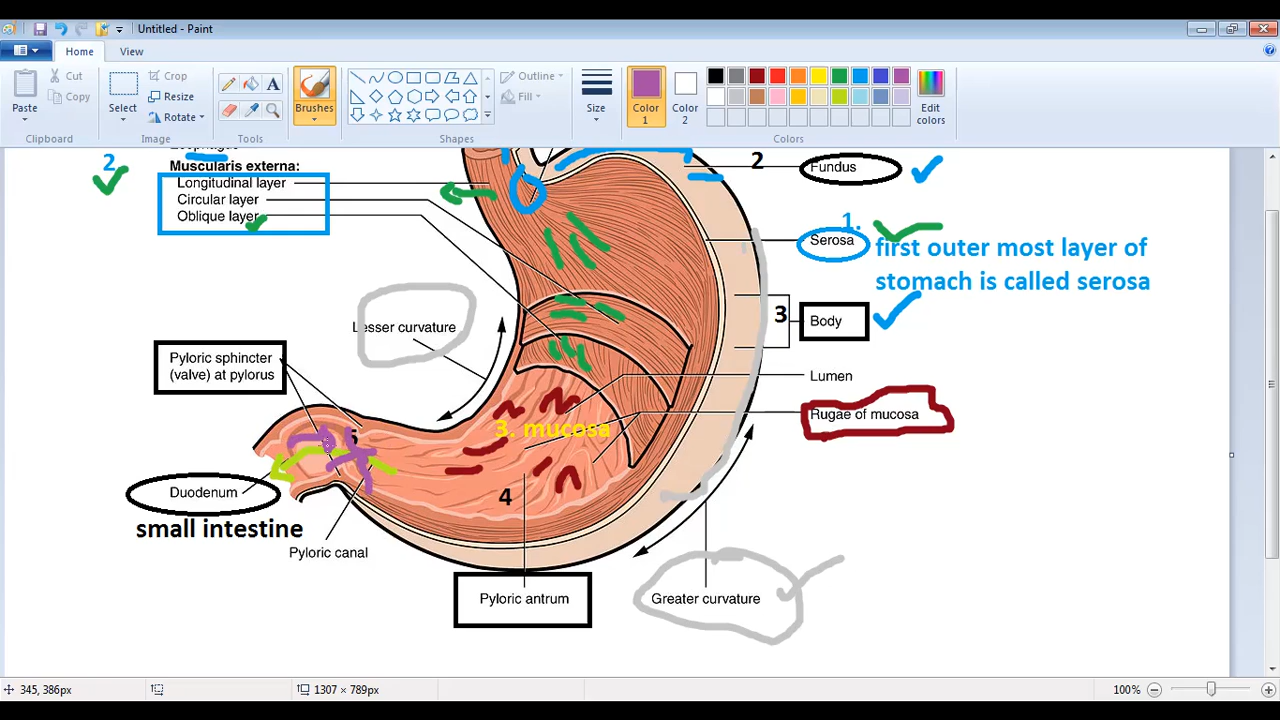 Untitled - Paint
Home
View
Paste
Cut
Copy
Clipboard
Select
Crop
Resize
Rotate
Image
Tools
Brushes
Shapes
Outline
Fill
Size
Color 1
Color 2
Edit colors
Colors
2
Muscularis externa:
Longitudinal layer
Circular layer
Oblique layer
2
Fundus
1.
Serosa
first outer most layer of
stomach is called serosa
3
Body
Lesser curvature
Pyloric sphincter
(valve) at pylorus
Lumen
Rugae of mucosa
3. mucosa
5
4
Duodenum
small intestine
Pyloric canal
Pyloric antrum
Greater curvature
345, 386px
1307 × 789px
100%